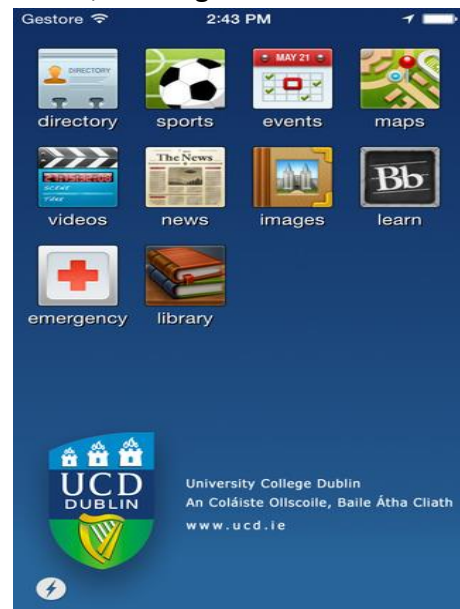 Gestore 2:43 PM
DIRECTORY MAY 21
directory sports events maps
The News Bb
SCENE
TAKE
videos news images learn
emergency library
UCD
DUBLIN
University College Dublin
An Coláiste Ollscoile, Baile Átha Cliath
www.ucd.ie